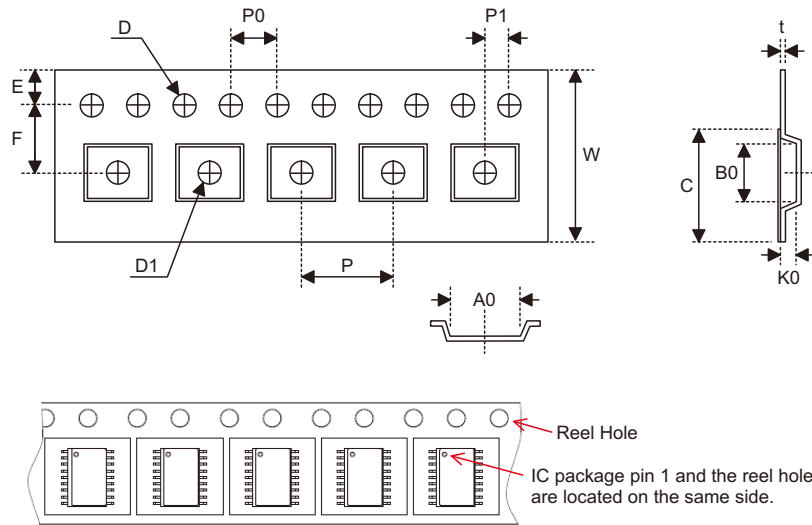 D
P0
P1
t
E
F
W
C
B0
D1
P
K0
A0
Reel Hole
IC package pin 1 and the reel hole
are located on the same side.